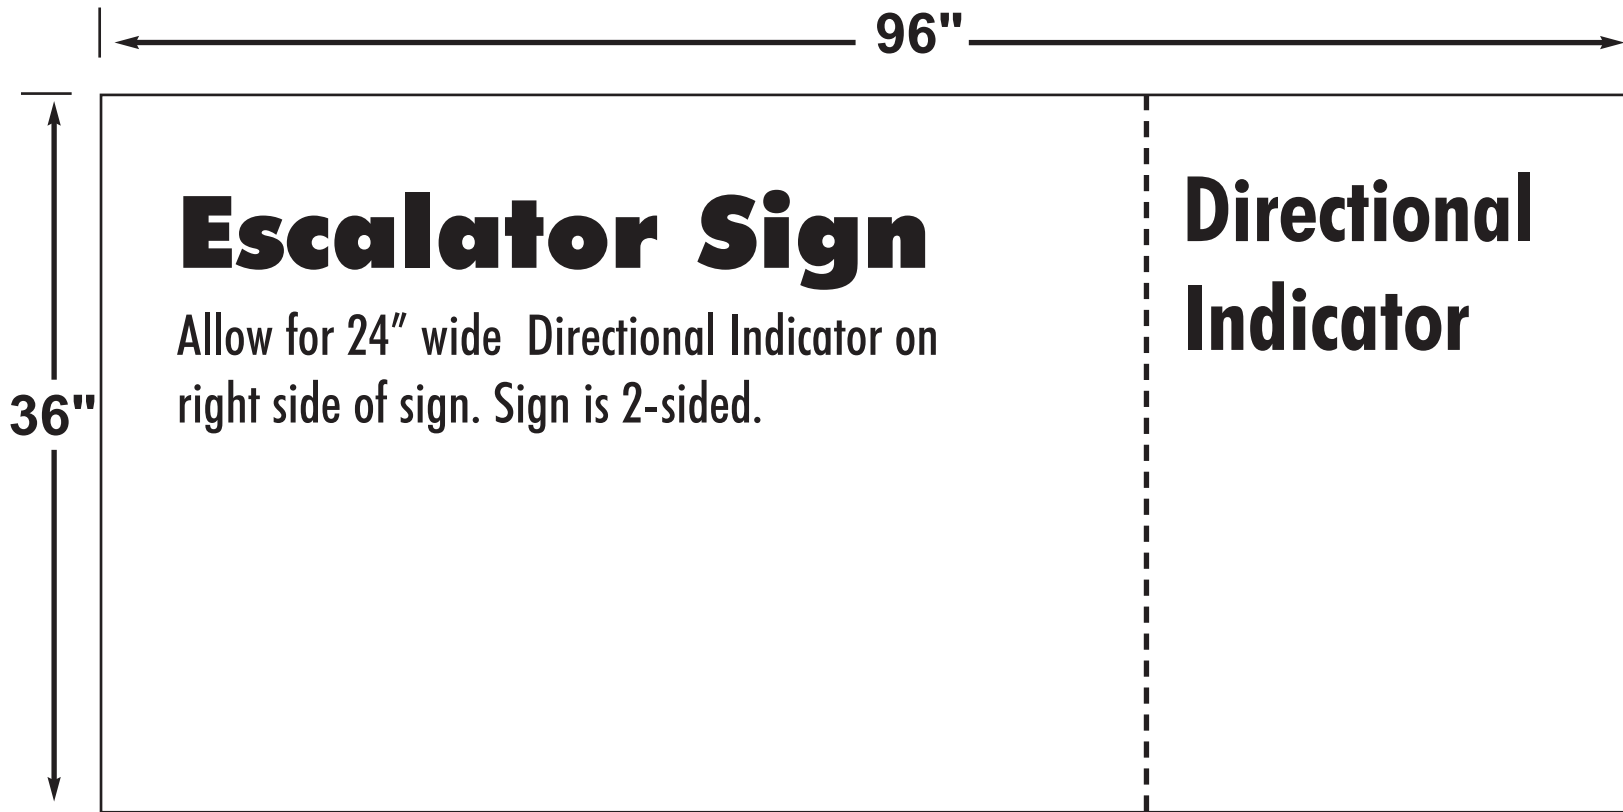 96"
Escalator Sign
Allow for 24" wide  Directional Indicator on
right side of sign. Sign is 2-sided.
36"
Directional
Indicator